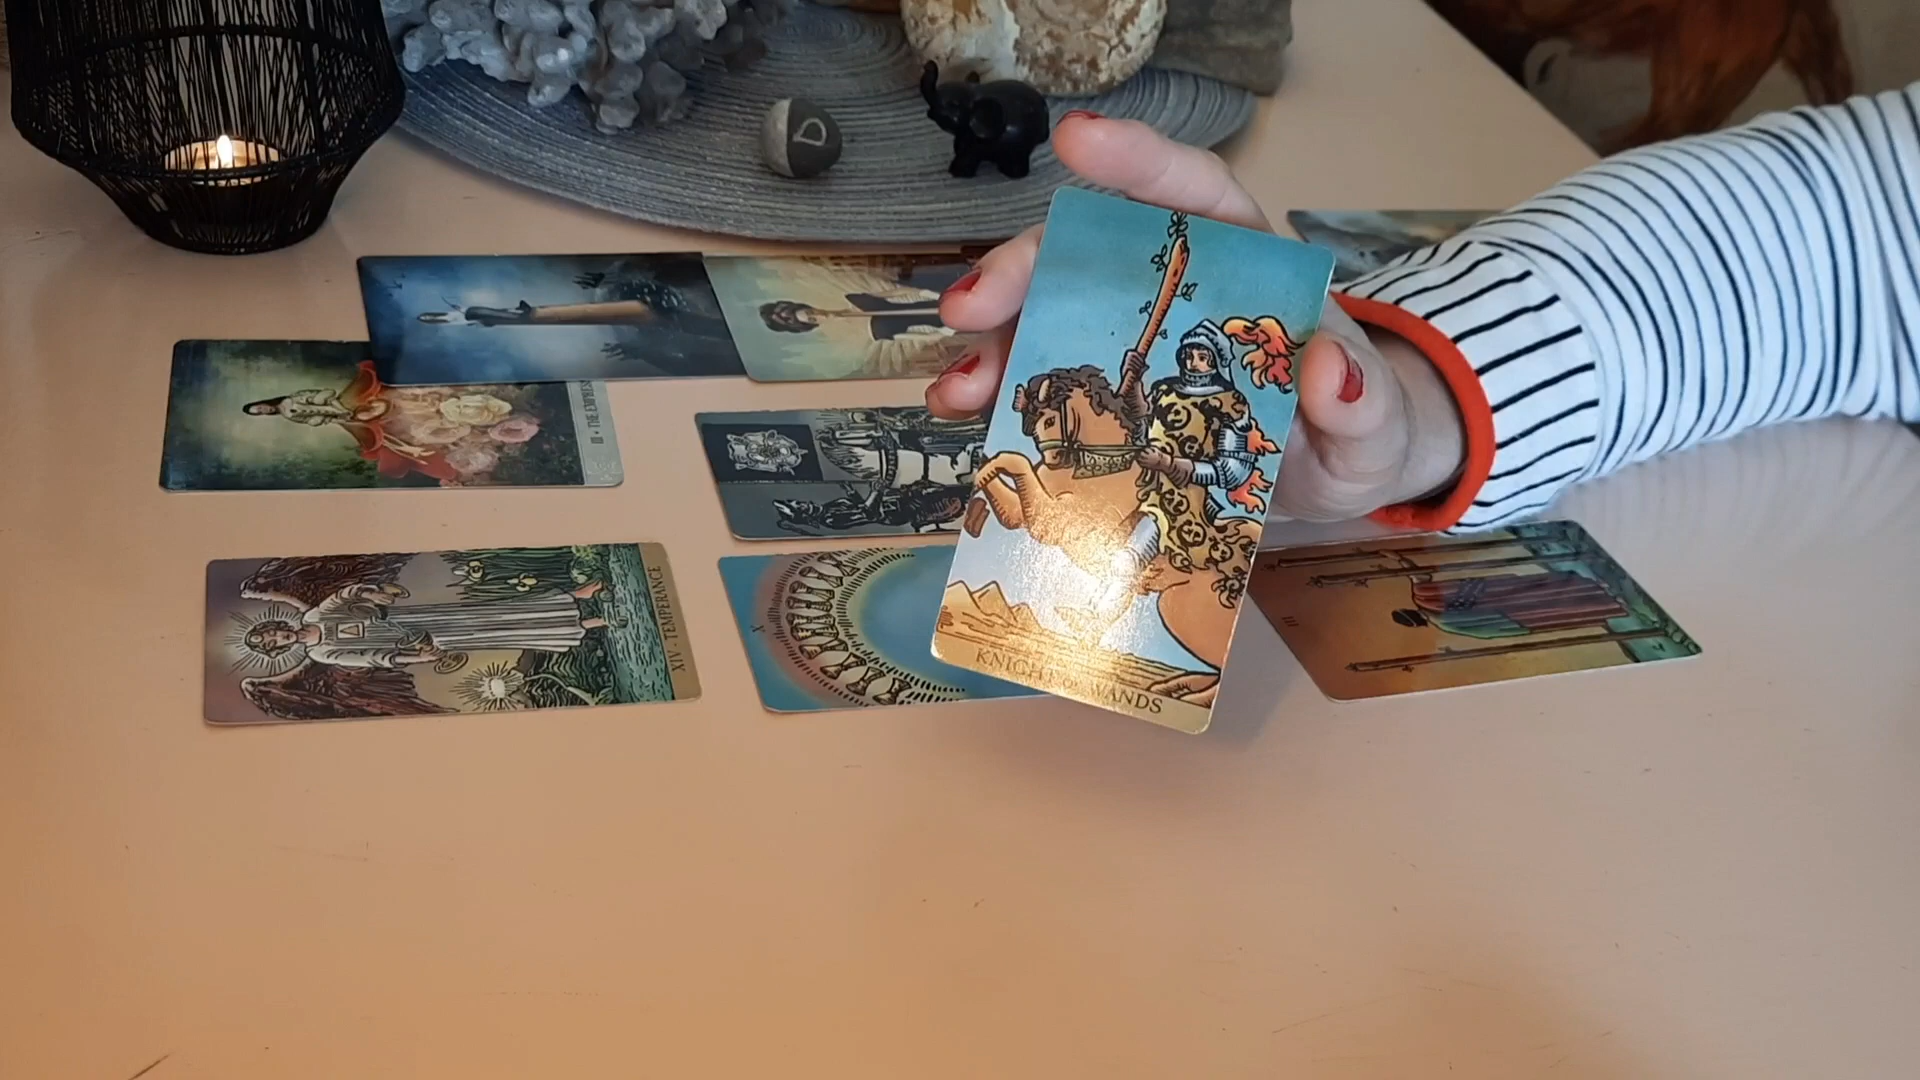 D
III • THE EMPRESS
XIV • TEMPERANCE
X
KNIGHT OF WANDS
III